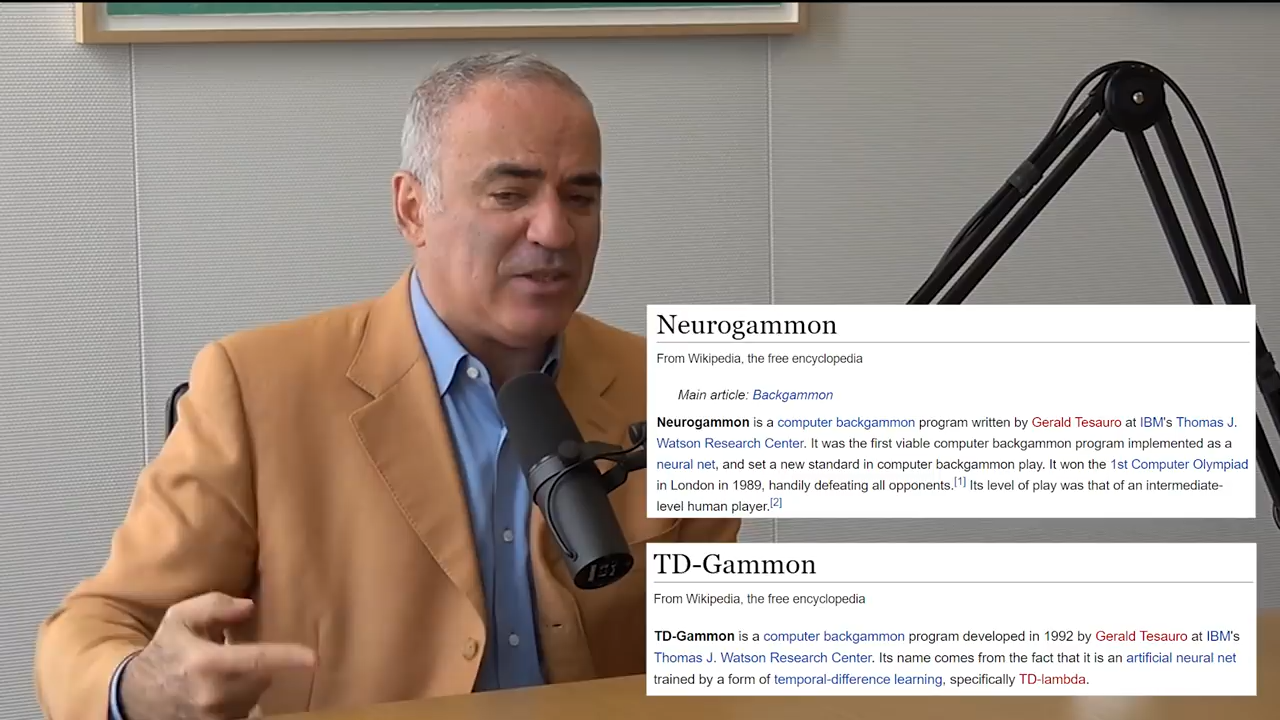 Neurogammon
From Wikipedia, the free encyclopedia
Main article: Backgammon
Neurogammon is a computer backgammon program written by Gerald Tesauro at IBM's Thomas J.
Watson Research Center. It was the first viable computer backgammon program implemented as a
neural net, and set a new standard in computer backgammon play. It won the 1st Computer Olympiad
in London in 1989, handily defeating all opponents.[1] Its level of play was that of an intermediate-
level human player.[2]
TD-Gammon
From Wikipedia, the free encyclopedia
TD-Gammon is a computer backgammon program developed in 1992 by Gerald Tesauro at IBM's
Thomas J. Watson Research Center. Its name comes from the fact that it is an artificial neural net
trained by a form of temporal-difference learning, specifically TD-lambda.